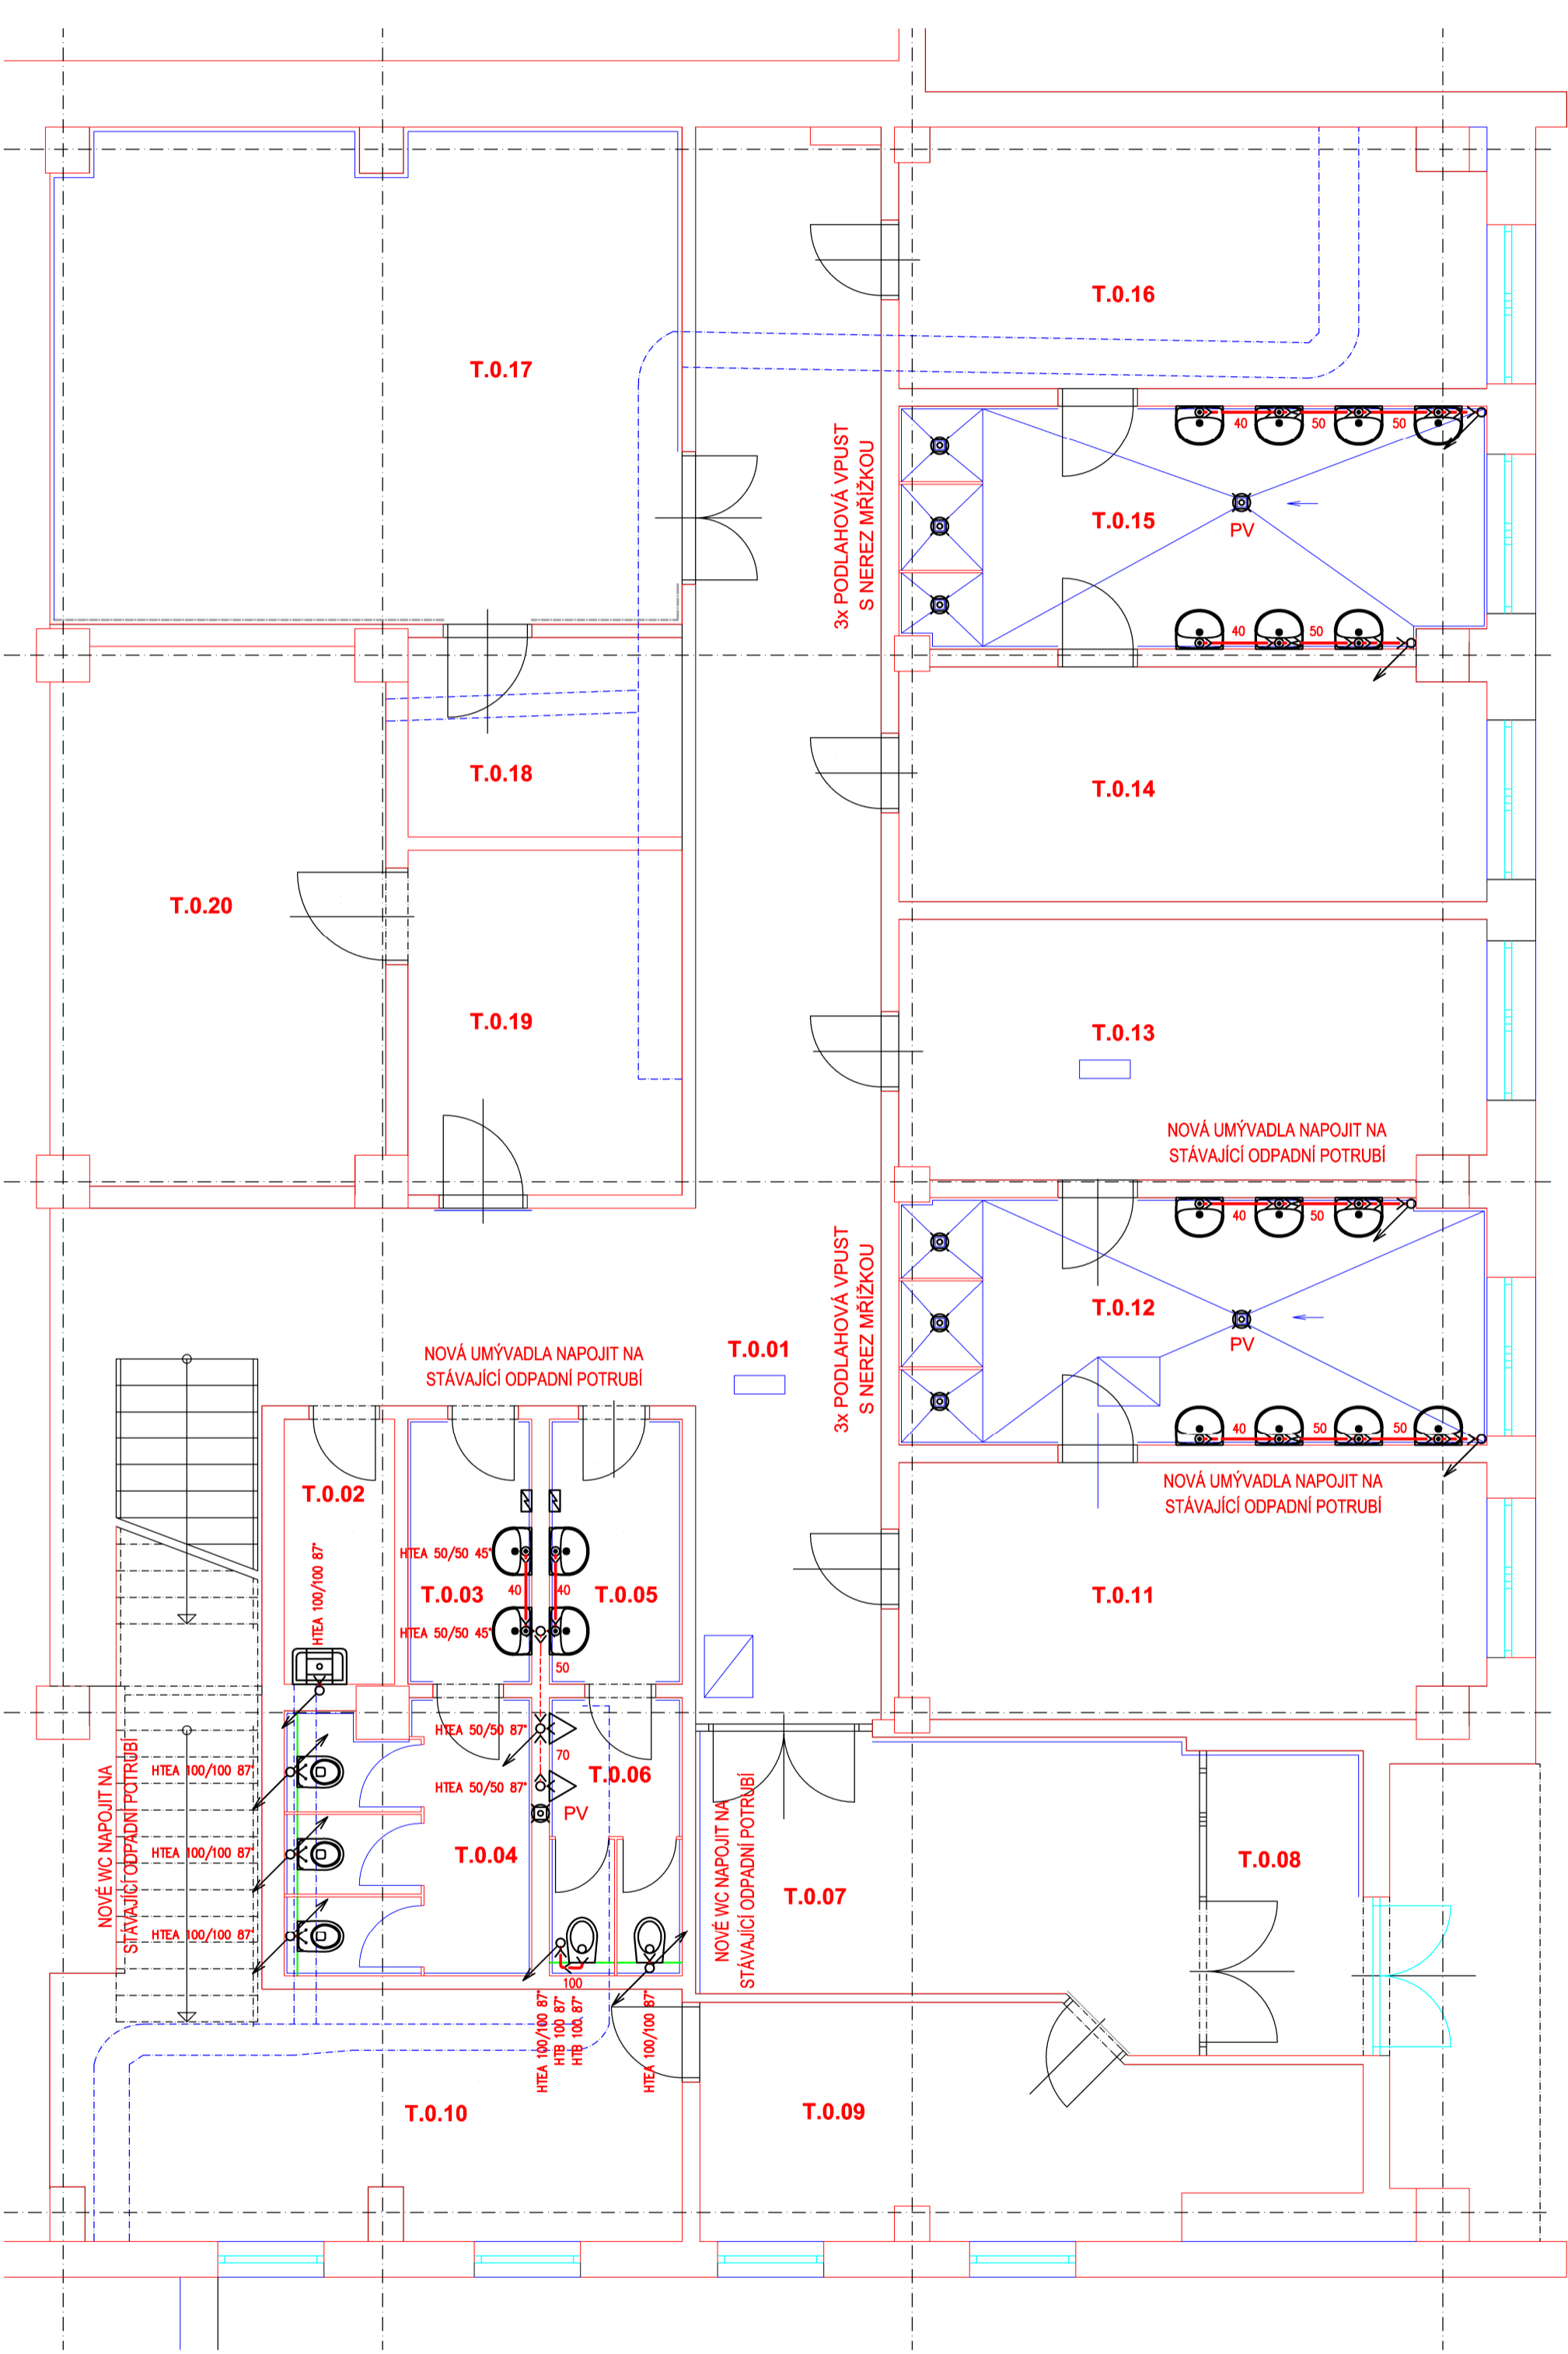 T.0.16
T.0.17
3x PODLAHOVÁ VPUST
S NEREZ MŘÍŽKOU
40
50
50
T.0.15
PV
40
50
T.0.18
T.0.14
T.0.20
T.0.19
T.0.13
NOVÁ UMÝVADLA NAPOJIT NA
STÁVAJÍCÍ ODPADNÍ POTRUBÍ
40
50
3x PODLAHOVÁ VPUST
S NEREZ MŘÍŽKOU
T.0.12
PV
40
50
50
NOVÁ UMÝVADLA NAPOJIT NA
STÁVAJÍCÍ ODPADNÍ POTRUBÍ
T.0.01
NOVÁ UMÝVADLA NAPOJIT NA
STÁVAJÍCÍ ODPADNÍ POTRUBÍ
T.0.02
HTEA 100/100 87°
HTEA 50/50 45°
T.0.03
40
40
T.0.05
HTEA 50/50 45°
50
T.0.11
HTEA 50/50 87°
70
HTEA 50/50 87°
T.0.06
PV
NOVÉ WC NAPOJIT NA
STÁVAJÍCÍ ODPADNÍ POTRUBÍ
HTEA 100/100 87°
HTEA 100/100 87°
HTEA 100/100 87°
T.0.04
NOVÉ WC NAPOJIT NA
STÁVAJÍCÍ ODPADNÍ POTRUBÍ
T.0.07
T.0.08
100
HTEA 100/100 87°
HTB 100 87°
HTB 100 87°
HTEA 100/100 87°
T.0.10
T.0.09